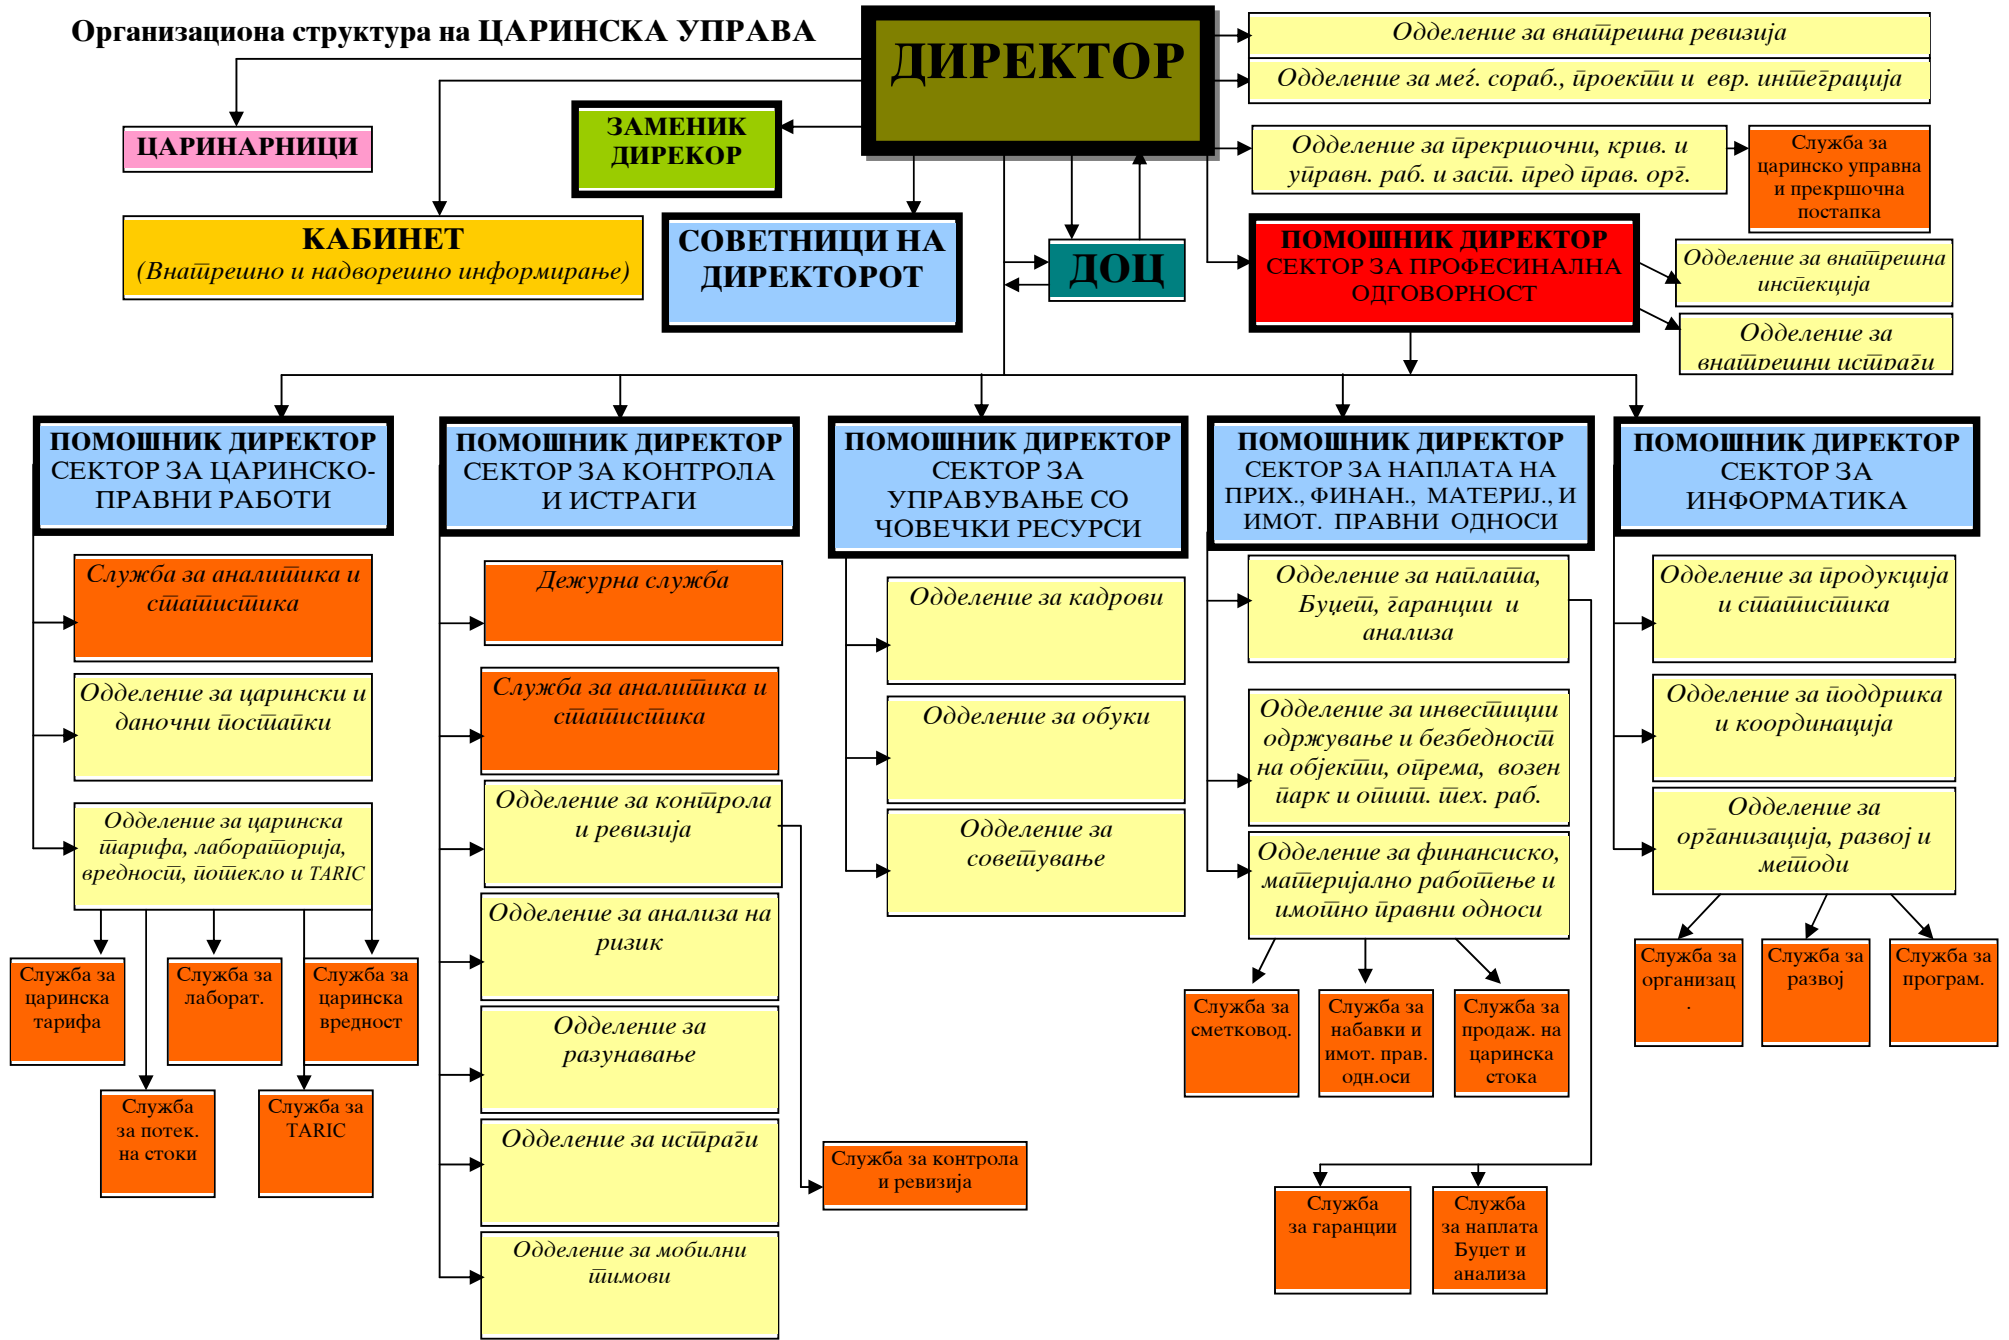 Организациона структура на ЦАРИНСКА УПРАВА
ДИРЕКТОР
Одделение за внатрешна ревизија
Одделение за меѓ. сораб., проекти и евр. интеграција
ЦАРИНАРНИЦИ
ЗАМЕНИК
ДИРЕКОР
Одделение за прекршочни, крив. и
управн. раб. и заст. пред прав. орг.
Служба за
царинско управна
и прекршочна
постапка
КАБИНЕТ
(Внатрешно и надворешно информирање)
СОВЕТНИЦИ НА
ДИРЕКТОРОТ
ДОЦ
ПОМОШНИК ДИРЕКТОР
СЕКТОР ЗА ПРОФЕСИНАЛНА
ОДГОВОРНОСТ
Одделение за внатрешна
инспекција
Одделение за
внатрешни истраги
ПОМОШНИК ДИРЕКТОР
СЕКТОР ЗА ЦАРИНСКО-
ПРАВНИ РАБОТИ
ПОМОШНИК ДИРЕКТОР
СЕКТОР ЗА КОНТРОЛА
И ИСТРАГИ
ПОМОШНИК ДИРЕКТОР
СЕКТОР ЗА
УПРАВУВАЊЕ СО
ЧОВЕЧКИ РЕСУРСИ
ПОМОШНИК ДИРЕКТОР
СЕКТОР ЗА НАПЛАТА НА
ПРИХ., ФИНАН., МАТЕРИЈ., И
ИМОТ. ПРАВНИ ОДНОСИ
ПОМОШНИК ДИРЕКТОР
СЕКТОР ЗА
ИНФОРМАТИКА
Служба за аналитика и
статистика
Одделение за царински и
даночни постапки
Одделение за царинска
тарифа, лабораторија,
вредност, потекло и TARIC
Служба за
царинска
тарифа
Служба за
лаборат.
Служба за
царинска
вредност
Служба
за потек.
на стоки
Служба за
TARIC
Дежурна служба
Служба за аналитика и
статистика
Одделение за контрола
и ревизија
Одделение за анализа на
ризик
Одделение за
разунавање
Одделение за истраги
Одделение за мобилни
тимови
Служба за контрола
и ревизија
Одделение за кадрови
Одделение за обуки
Одделение за
советување
Одделение за наплата,
Буџет, гаранции и
анализа
Одделение за инвестиции
одржување и безбедност
на објекти, опрема, возен
парк и општ. тех. раб.
Одделение за финансиско,
материјално работење и
имотно правни односи
Служба за
сметковод.
Служба за
набавки и
имот. прав.
одн.оси
Служба за
продаж. на
царинска
стока
Служба
за гаранции
Служба
за наплата
Буџет и
анализа
Одделение за продукција
и статистика
Одделение за поддршка
и координација
Одделение за
организација, развој и
методи
Служба за
организац
.
Служба за
развој
Служба за
програм.